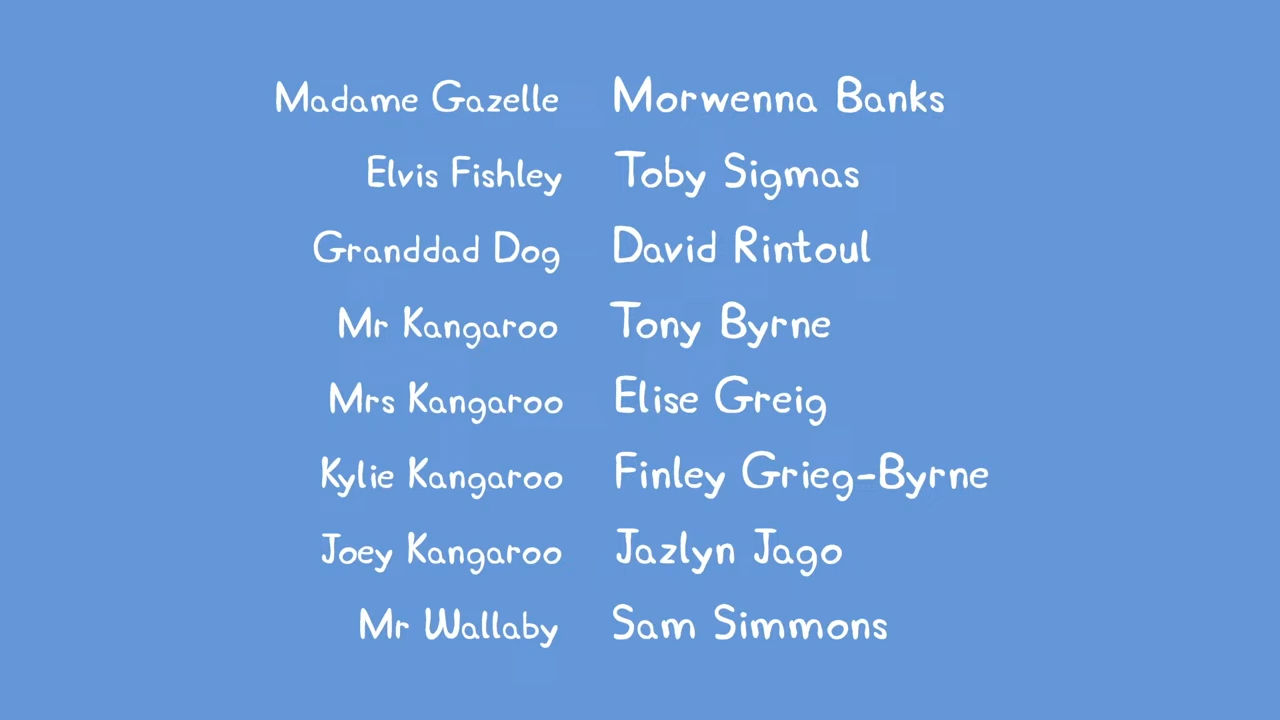 Madame Gazelle Morwenna Banks
Elvis Fishley Toby Sigmas
Granddad Dog David Rintoul
Mr Kangaroo Tony Byrne
Mrs Kangaroo Elise Greig
Kylie Kangaroo Finley Grieg-Byrne
Joey Kangaroo Jazlyn Jago
Mr Wallaby Sam Simmons